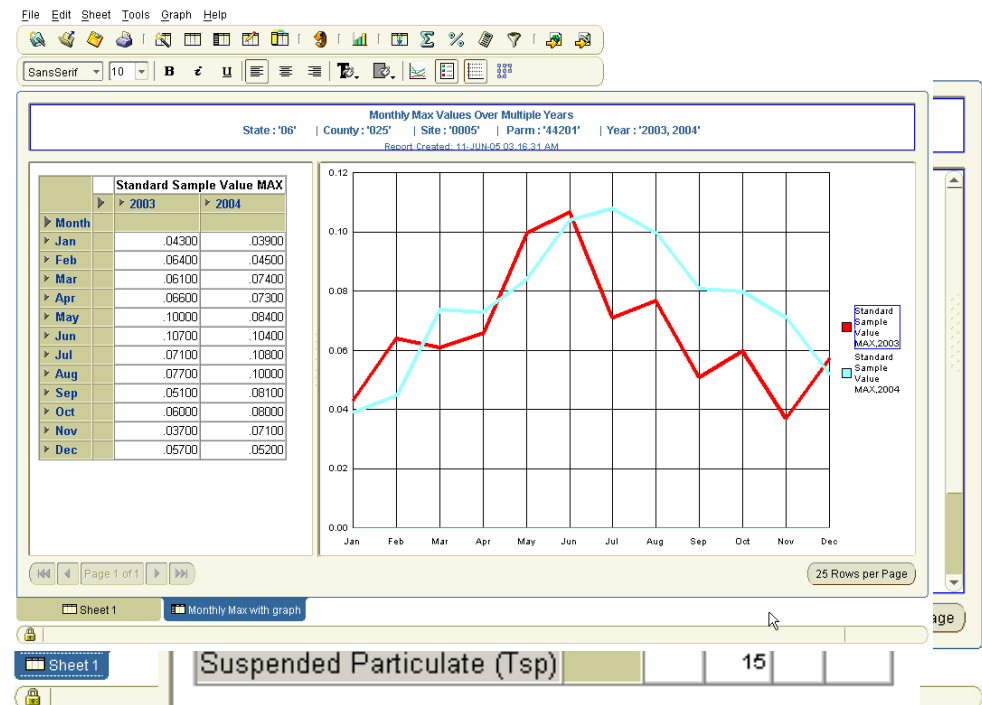 File Edit Sheet Tools Graph Help
SansSerif 10 B i U
Monthly Max Values Over Multiple Years
State : '06' | County : '025' | Site : '0005' | Parm : '44201' | Year : '2003, 2004'
Report Created: 11-JUN-05 03.16.31 AM
Standard Sample Value MAX
2003 2004
Month
Jan .04300 .03900
Feb .06400 .04500
Mar .06100 .07400
Apr .06600 .07300
May .10000 .08400
Jun .10700 .10400
Jul .07100 .10800
Aug .07700 .10000
Sep .05100 .08100
Oct .06000 .08000
Nov .03700 .07100
Dec .05700 .05200
0.12
0.10
0.08
0.06
0.04
0.02
0.00
Jan Feb Mar Apr May Jun Jul Aug Sep Oct Nov Dec
Standard
Sample
Value
MAX,2003
Standard
Sample
Value
MAX,2004
Page 1 of 1
25 Rows per Page
Sheet 1 Monthly Max with graph
age
Sheet 1
Suspended Particulate (Tsp) 15